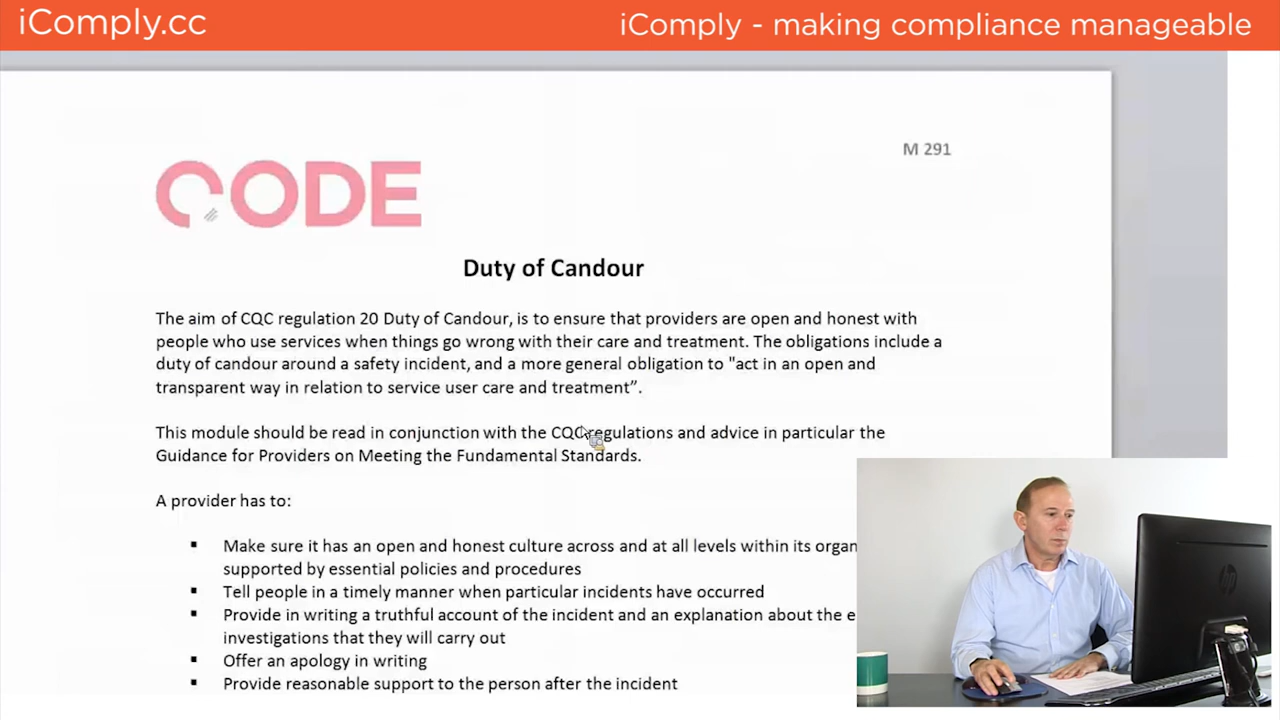 iComply.cc
iComply - making compliance manageable
M 291
CODE
Duty of Candour
The aim of CQC regulation 20 Duty of Candour, is to ensure that providers are open and honest with
people who use services when things go wrong with their care and treatment. The obligations include a
duty of candour around a safety incident, and a more general obligation to "act in an open and
transparent way in relation to service user care and treatment”.
This module should be read in conjunction with the CQC regulations and advice in particular the
Guidance for Providers on Meeting the Fundamental Standards.
A provider has to:
▪ Make sure it has an open and honest culture across and at all levels within its organ
supported by essential policies and procedures
▪ Tell people in a timely manner when particular incidents have occurred
▪ Provide in writing a truthful account of the incident and an explanation about the e
investigations that they will carry out
▪ Offer an apology in writing
▪ Provide reasonable support to the person after the incident
hp